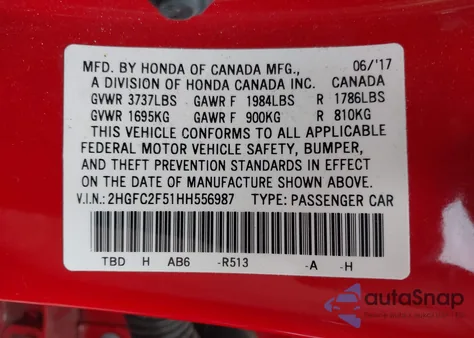 MFD. BY HONDA OF CANADA MFG., 06/'17
A DIVISION OF HONDA CANADA INC. CANADA
GVWR 3737LBS GAWR F 1984LBS R 1786LBS
GVWR 1695KG GAWR F 900KG R 810KG
THIS VEHICLE CONFORMS TO ALL APPLICABLE
FEDERAL MOTOR VEHICLE SAFETY, BUMPER,
AND THEFT PREVENTION STANDARDS IN EFFECT
ON THE DATE OF MANUFACTURE SHOWN ABOVE.
V.I.N.: 2HGFC2F51HH556987 TYPE: PASSENGER CAR
TBD H AB6 -R513 -A -H
autoSnap